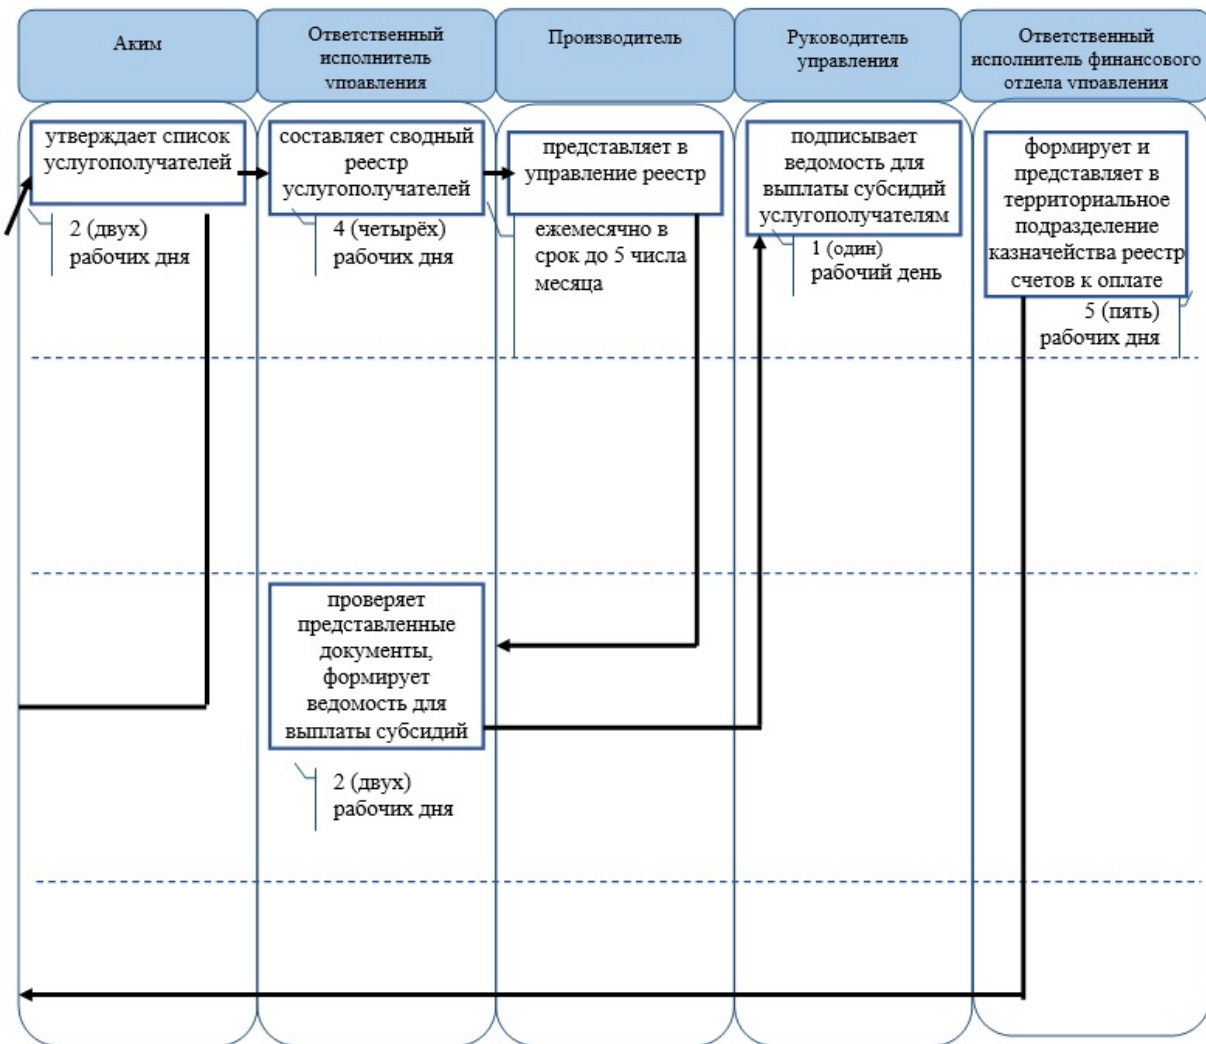 Аким
Ответственный
исполнитель
управления
Производитель
Руководитель
управления
Ответственный
исполнитель финансового
отдела управления
утверждает список
услугополучателей
2 (двух)
рабочих дня
составляет сводный
реестр
услугополучателей
4 (четырёх)
рабочих дня
представляет в
управление реестр
ежемесячно в
срок до 5 числа
месяца
подписывает
ведомость для
выплаты субсидий
услугополучателям
1 (один)
рабочий день
формирует и
представляет в
территориальное
подразделение
казначейства реестр
счетов к оплате
5 (пять)
рабочих дня
проверяет
представленные
документы,
формирует
ведомость для
выплаты субсидий
2 (двух)
рабочих дня